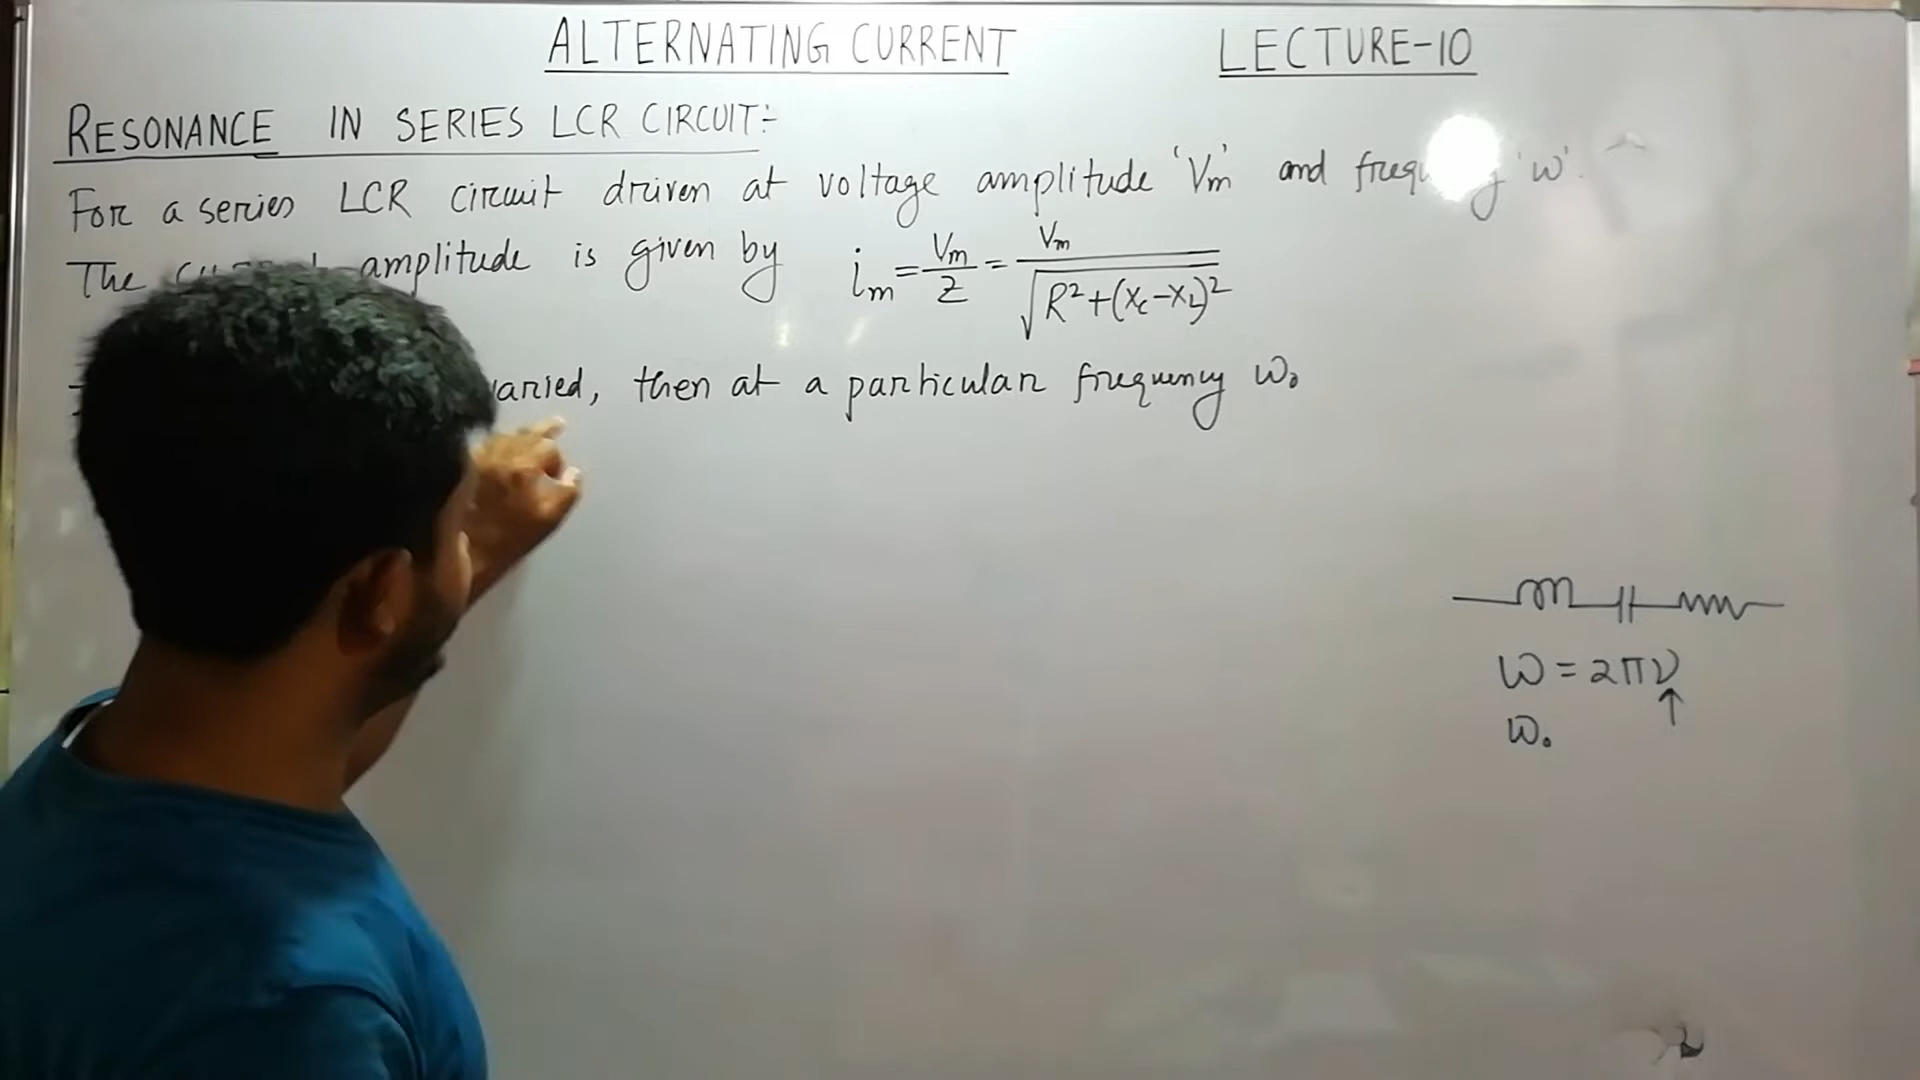 ALTERNATING CURRENT LECTURE-10
RESONANCE IN SERIES LCR CIRCUIT:-
For a series LCR circuit driven at voltage amplitude 'Vm' and frequency 'ω'.
The amplitude is given by im = Vm/Z = Vm/√(R²+(Xc-XL)²)
varied, then at a particular frequency ω₀
ω = 2πν
↑
ω₀